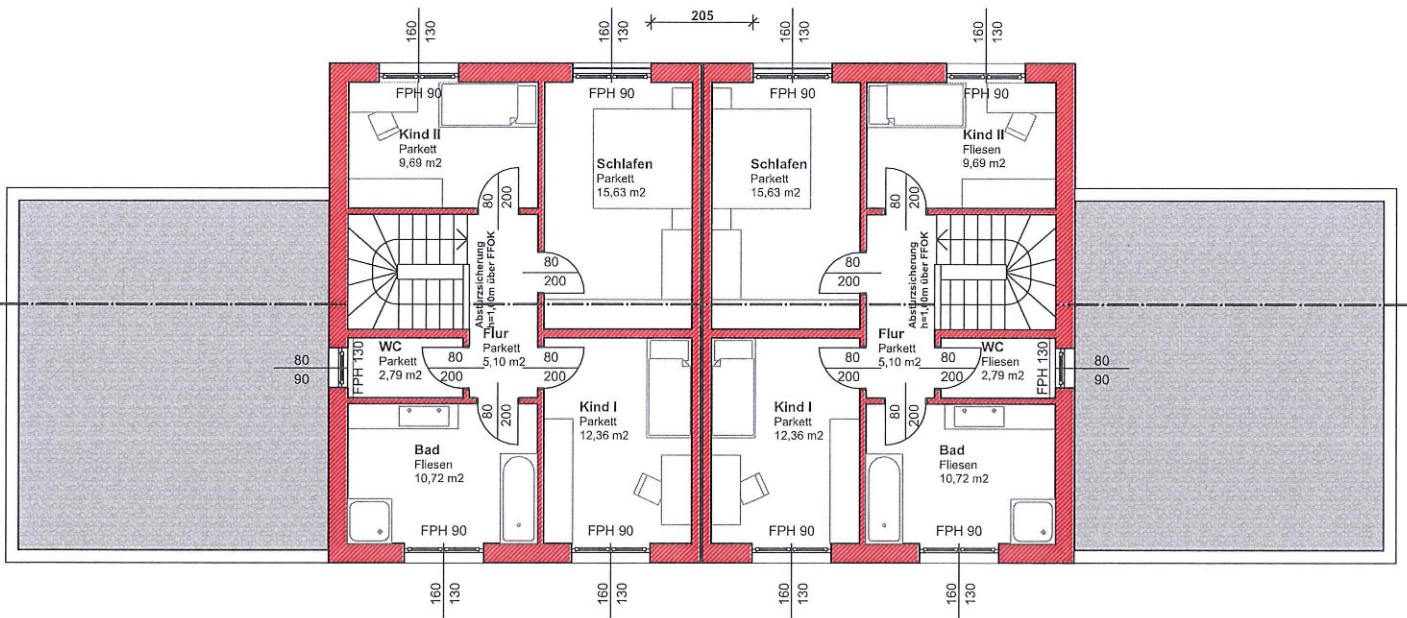 205
160
130
160
130
160
130
160
130
FPH 90
FPH 90
FPH 90
FPH 90
Kind II
Parkett
9,69 m2
Schlafen
Parkett
15,63 m2
Schlafen
Parkett
15,63 m2
Kind II
Fliesen
9,69 m2
80
200
80
200
Absturzsicherung
h=1,00m über FFOK
80
200
80
200
Absturzsicherung
h=1,00m über FFOK
80
90
FPH 130
WC
Parkett
2,79 m2
80
200
Flur
Parkett
5,10 m2
80
200
80
200
Flur
Parkett
5,10 m2
80
200
WC
Fliesen
2,79 m2
FPH 130
80
90
80
200
80
200
Bad
Fliesen
10,72 m2
Kind I
Parkett
12,36 m2
Kind I
Parkett
12,36 m2
Bad
Fliesen
10,72 m2
FPH 90
FPH 90
FPH 90
FPH 90
160
130
160
130
160
130
160
130